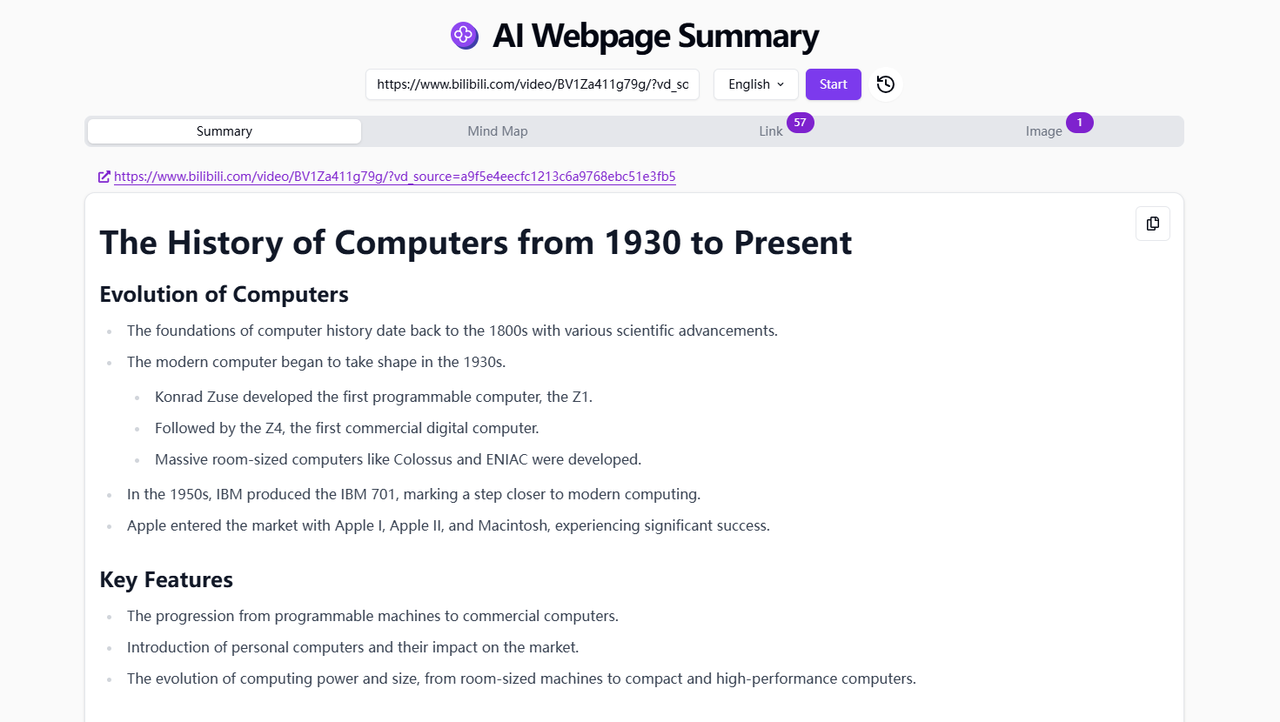 AI Webpage Summary
https://www.bilibili.com/video/BV1Za411g79g/?vd_so
English
Start
Summary
Mind Map
Link
57
Image
1
https://www.bilibili.com/video/BV1Za411g79g/?vd_source=a9f5e4eecfc1213c6a9768ebc51e3fb5
The History of Computers from 1930 to Present
Evolution of Computers
The foundations of computer history date back to the 1800s with various scientific advancements.
The modern computer began to take shape in the 1930s.
Konrad Zuse developed the first programmable computer, the Z1.
Followed by the Z4, the first commercial digital computer.
Massive room-sized computers like Colossus and ENIAC were developed.
In the 1950s, IBM produced the IBM 701, marking a step closer to modern computing.
Apple entered the market with Apple I, Apple II, and Macintosh, experiencing significant success.
Key Features
The progression from programmable machines to commercial computers.
Introduction of personal computers and their impact on the market.
The evolution of computing power and size, from room-sized machines to compact and high-performance computers.